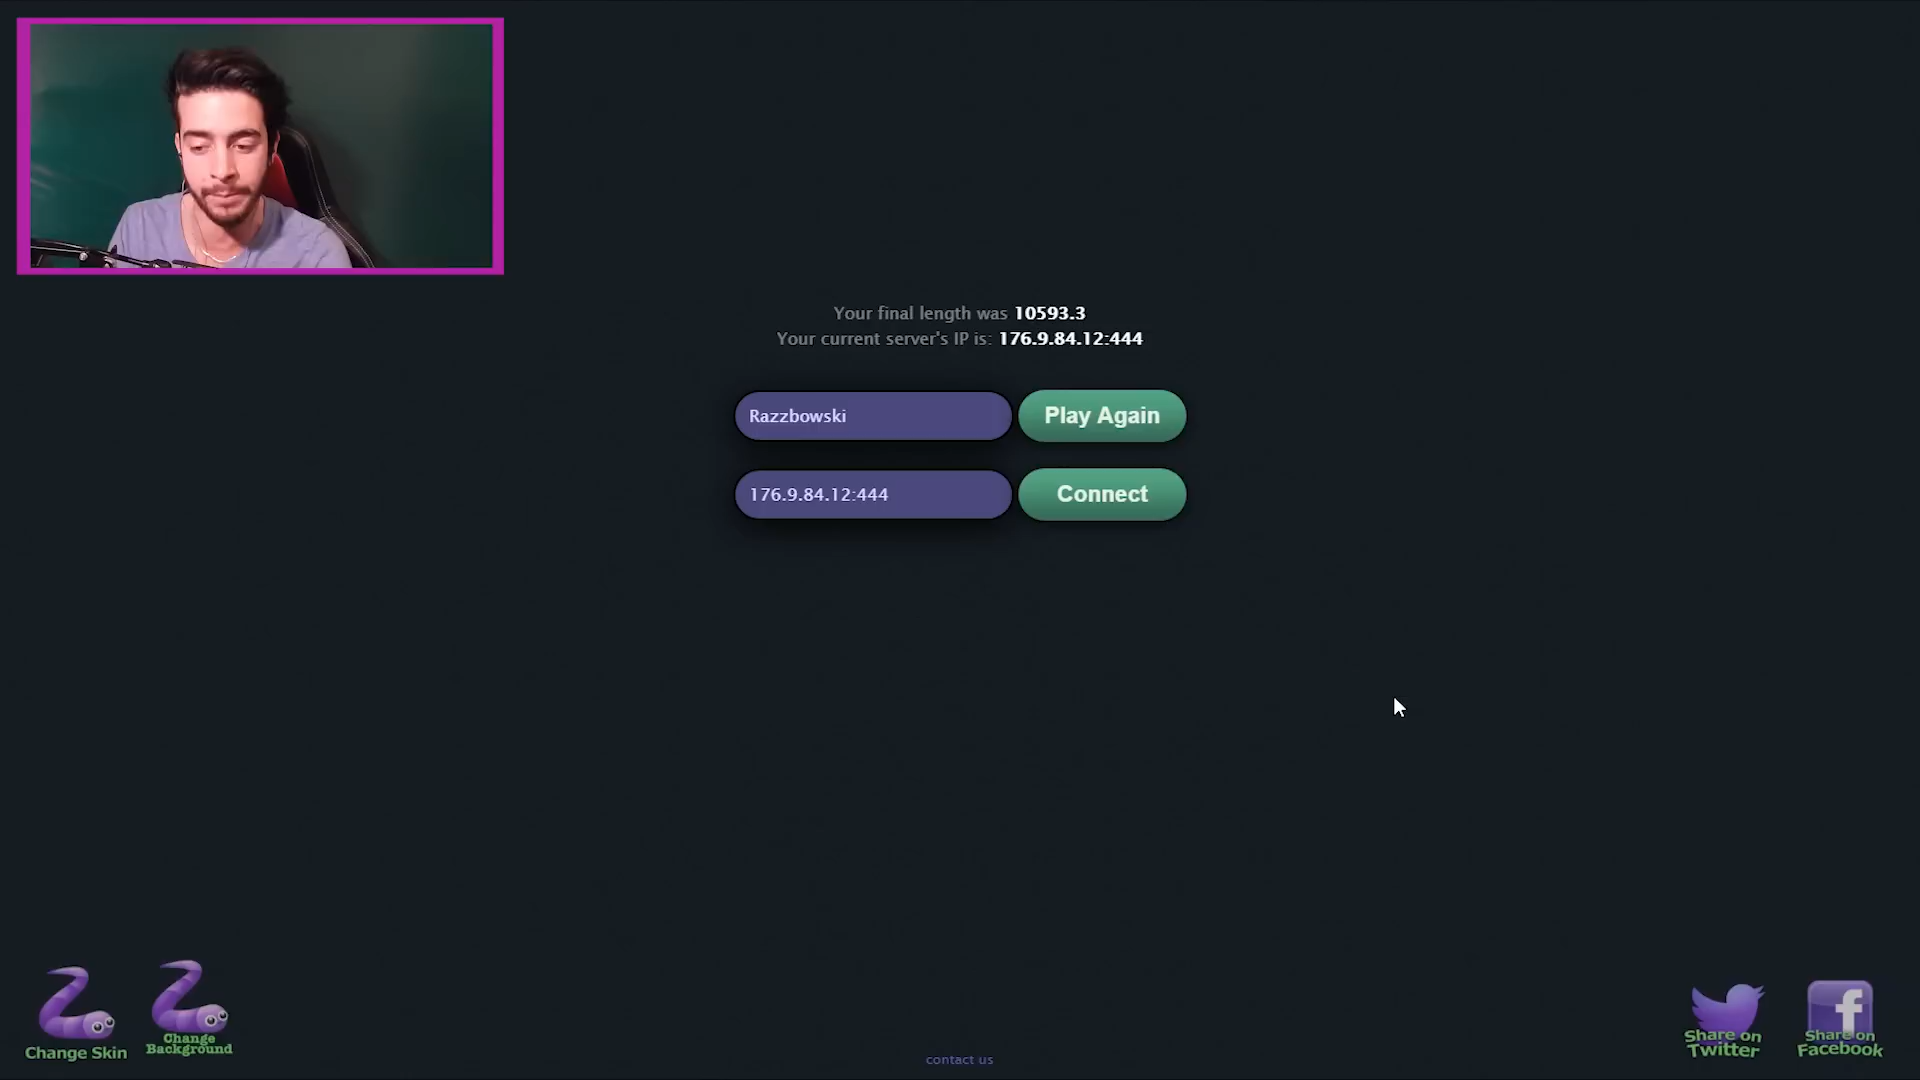 Your final length was 10593.3
Your current server's IP is: 176.9.84.12:444
Razzbowski
Play Again
176.9.84.12:444
Connect
Change Skin
Change
Background
contact us
Share on
Twitter
Share on
Facebook